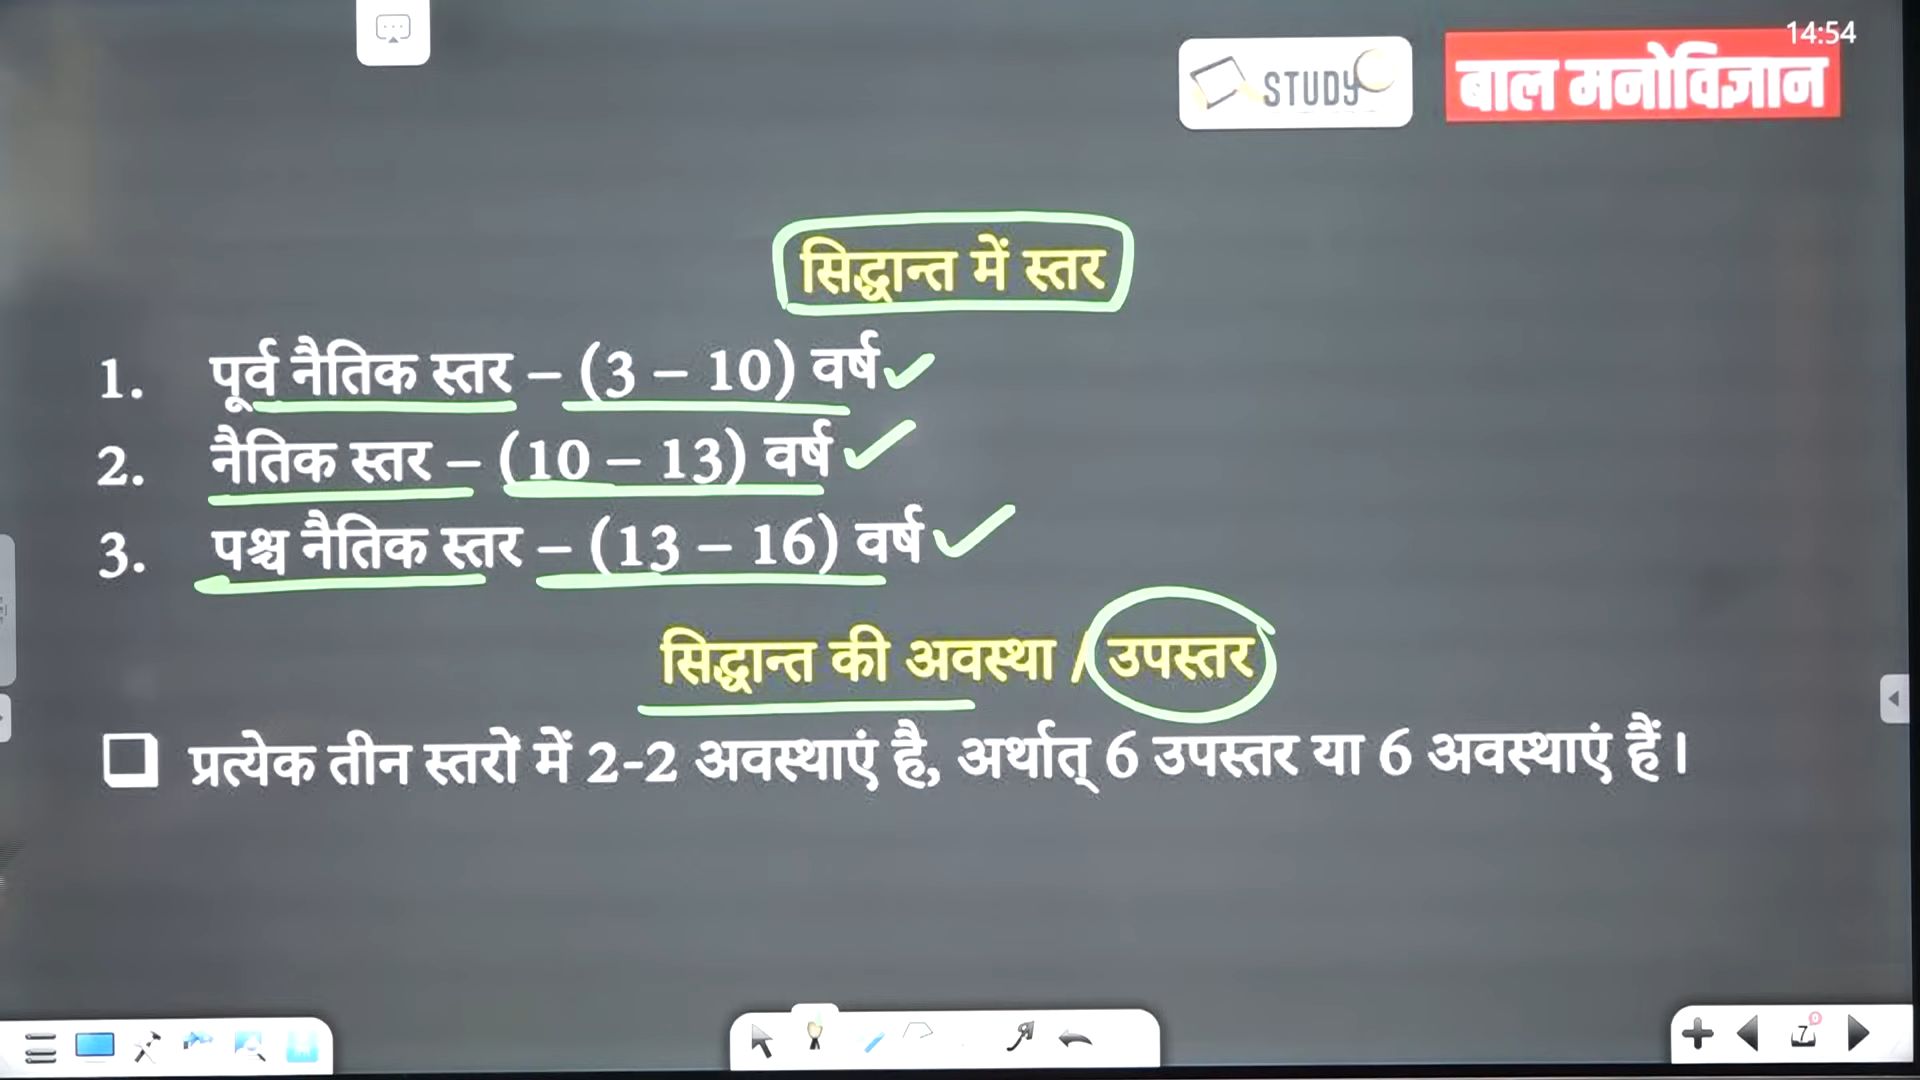 14:54
STUDY
बाल मनोविज्ञान
सिद्धान्त में स्तर
1. पूर्व नैतिक स्तर – (3 – 10) वर्ष
2. नैतिक स्तर – (10 – 13) वर्ष
3. पश्च नैतिक स्तर – (13 – 16) वर्ष
सिद्धान्त की अवस्था / उपस्तर
प्रत्येक तीन स्तरों में 2-2 अवस्थाएं है, अर्थात् 6 उपस्तर या 6 अवस्थाएं हैं।
7